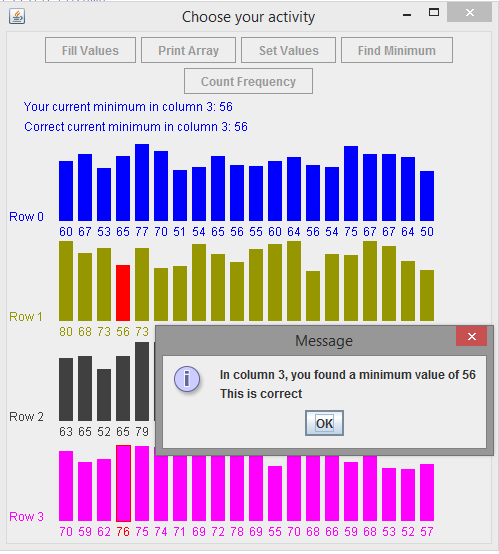 Choose your activity
Fill Values Print Array Set Values Find Minimum
Count Frequency
Your current minimum in column 3: 56
Correct current minimum in column 3: 56
Row 0
60 67 53 65 77 70 51 54 65 56 55 60 64 56 54 75 67 67 64 50
Row 1
80 68 73 56 73
Message
In column 3, you found a minimum value of 56
This is correct
OK
Row 2
63 65 52 65 79
Row 3
70 59 62 76 75 74 71 69 72 78 69 55 70 68 66 59 68 53 52 57